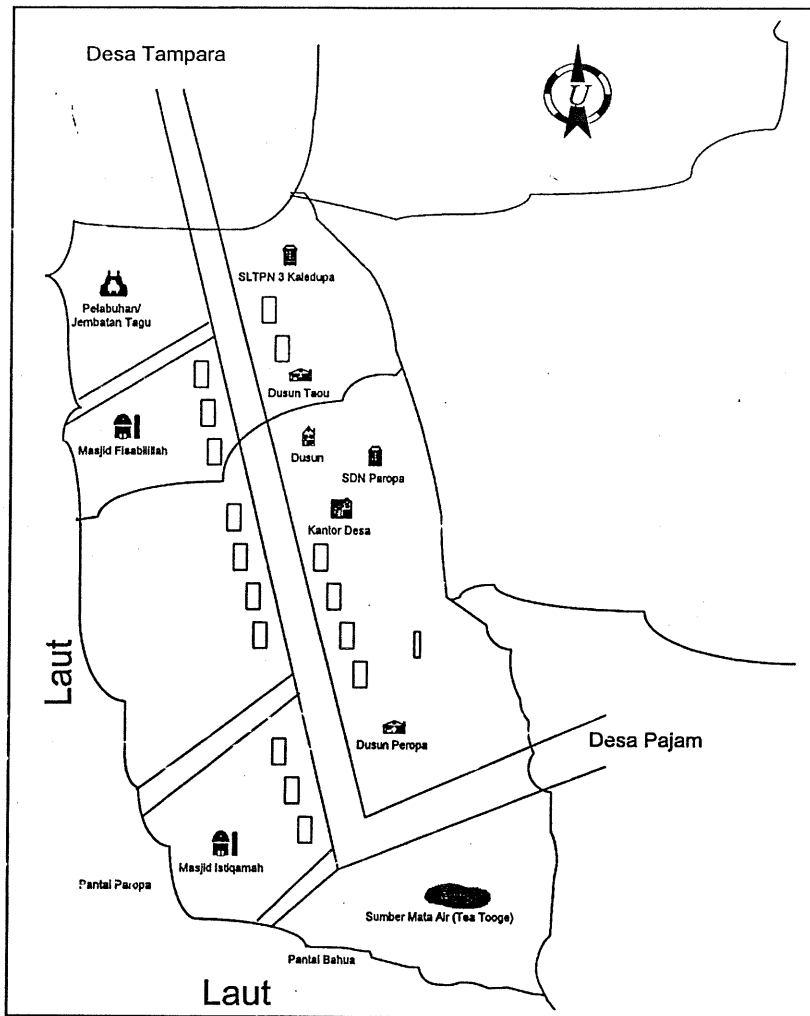 Desa Tampara
U
SLTPN 3 Kaledupa
Pelabuhan/
Jembatan Tagu
Dusun Taou
Masjid Fisabilillah
Dusun
SDN Paropa
Kantor Desa
Laut
Dusun Peropa
Desa Pajam
Masjid Istiqamah
Pantai Paropa
Sumber Mata Air (Tea Tooge)
Pantai Bahua
Laut